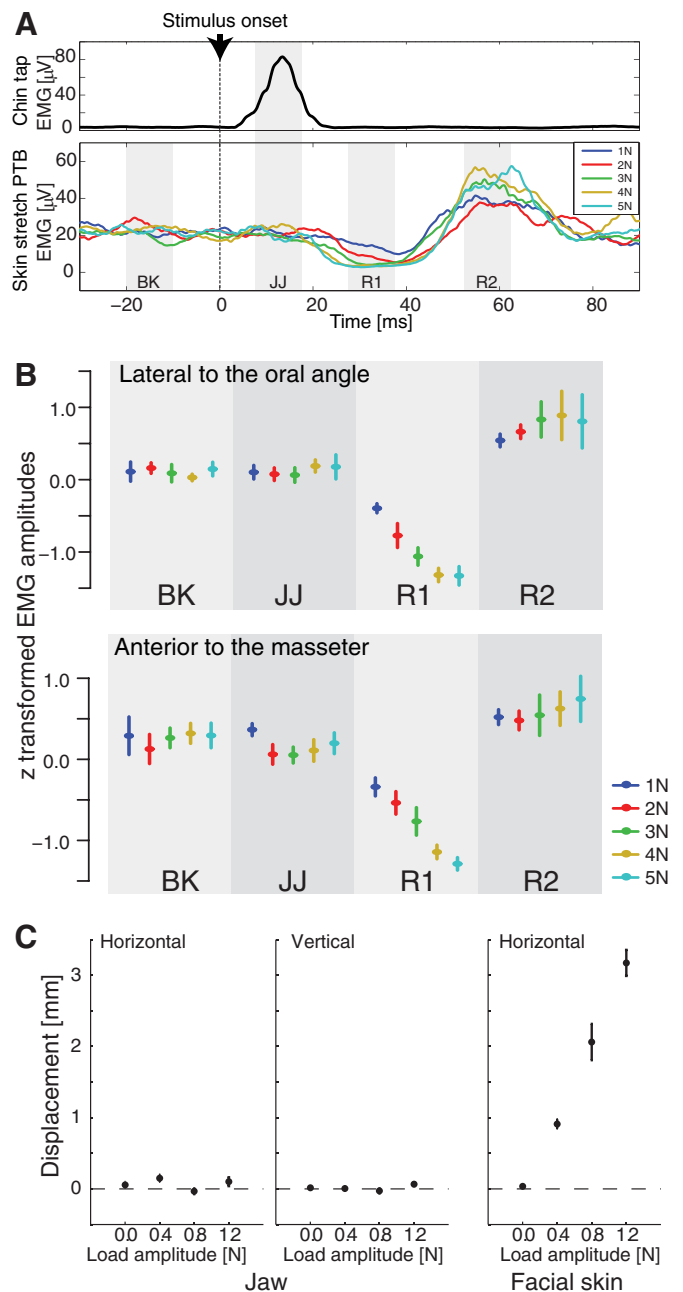 A
Stimulus onset
Chin tap
EMG [μV]
80
40
0
Skin stretch PTB
EMG [μV]
60
40
20
0
1N
2N
3N
4N
5N
BK
JJ
R1
R2
−20
0
20
40
60
80
Time [ms]
B
z transformed EMG amplitudes
Lateral to the oral angle
1.0
0.0
−1.0
BK
JJ
R1
R2
Anterior to the masseter
1.0
0.0
−1.0
BK
JJ
R1
R2
1N
2N
3N
4N
5N
C
Displacement [mm]
Horizontal
Vertical
Horizontal
3
2
1
0
0.0 0.4 0.8 1.2
0.0 0.4 0.8 1.2
0.0 0.4 0.8 1.2
Load amplitude [N]
Load amplitude [N]
Load amplitude [N]
Jaw
Facial skin